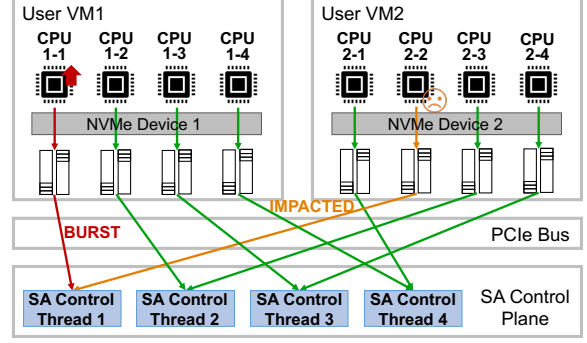 User VM1
User VM2
CPU 1-1
CPU 1-2
CPU 1-3
CPU 1-4
CPU 2-1
CPU 2-2
CPU 2-3
CPU 2-4
NVMe Device 1
NVMe Device 2
IMPACTED
BURST
PCIe Bus
SA Control Thread 1
SA Control Thread 2
SA Control Thread 3
SA Control Thread 4
SA Control Plane